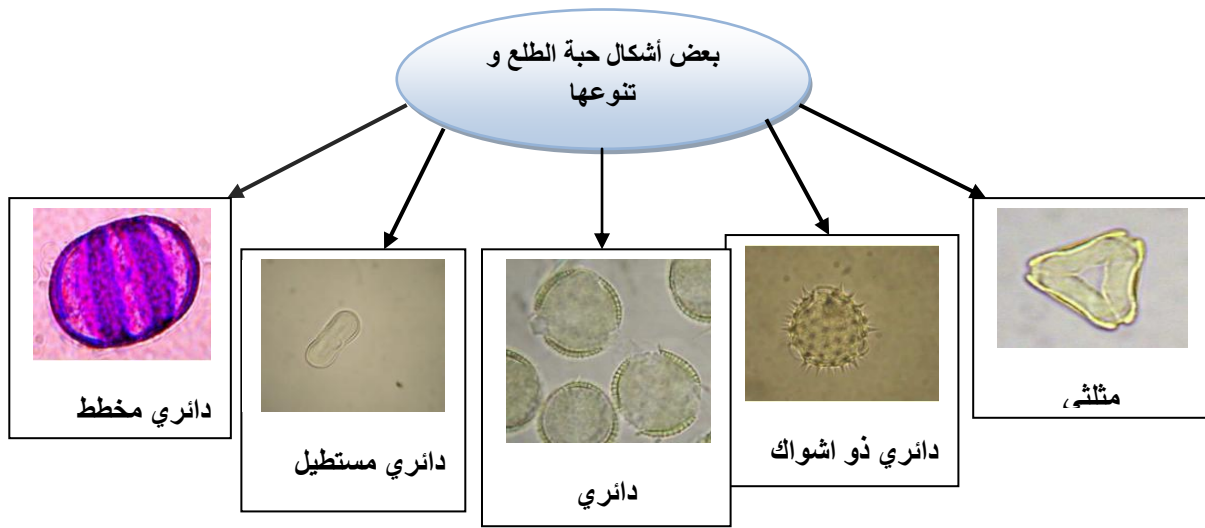 بعض أشكال حبة الطلع و
تنوعها
مثلثي
دائري ذو اشواك
دائري
دائري مستطيل
دائري مخطط